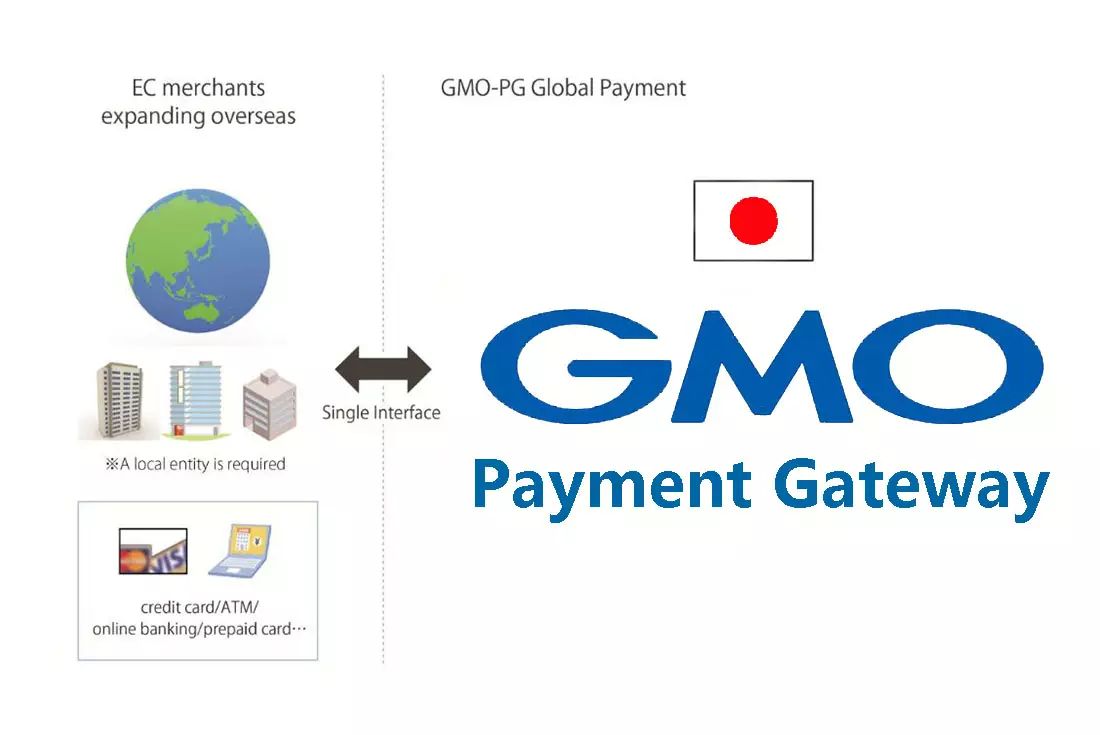 EC merchants
expanding overseas
GMO-PG Global Payment
GMO
Single Interface
Payment Gateway
※A local entity is required
VISA
credit card/ATM/
online banking/prepaid card…